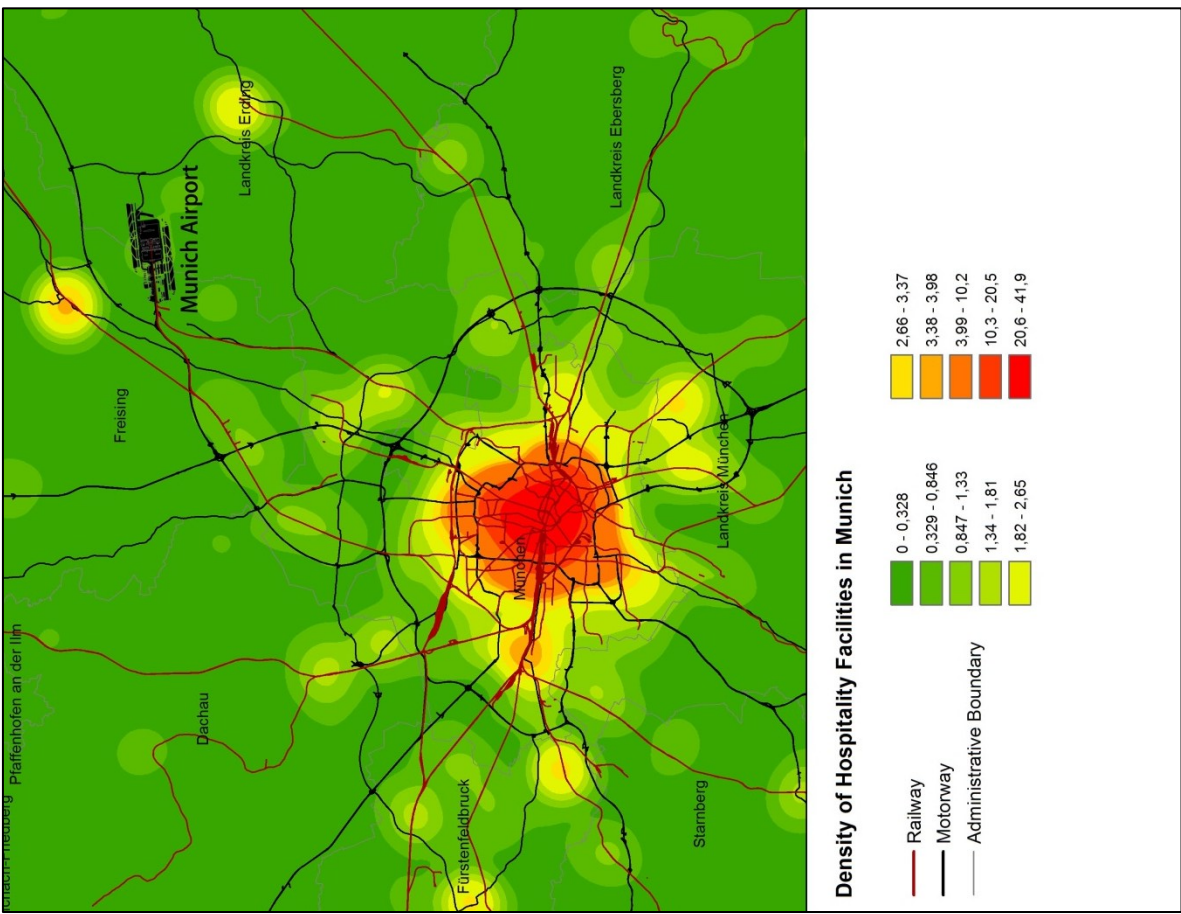 Pfaffenhofen an der Ilm
Freising
Munich Airport
Landkreis Erding
Dachau
München
Fürstenfeldbruck
Landkreis Ebersberg
Starnberg
Landkreis München
Density of Hospitality Facilities in Munich
Railway
Motorway
Administrative Boundary
0 - 0,328
0,329 - 0,846
0,847 - 1,33
1,34 - 1,81
1,82 - 2,65
2,66 - 3,37
3,38 - 3,98
3,99 - 10,2
10,3 - 20,5
20,6 - 41,9